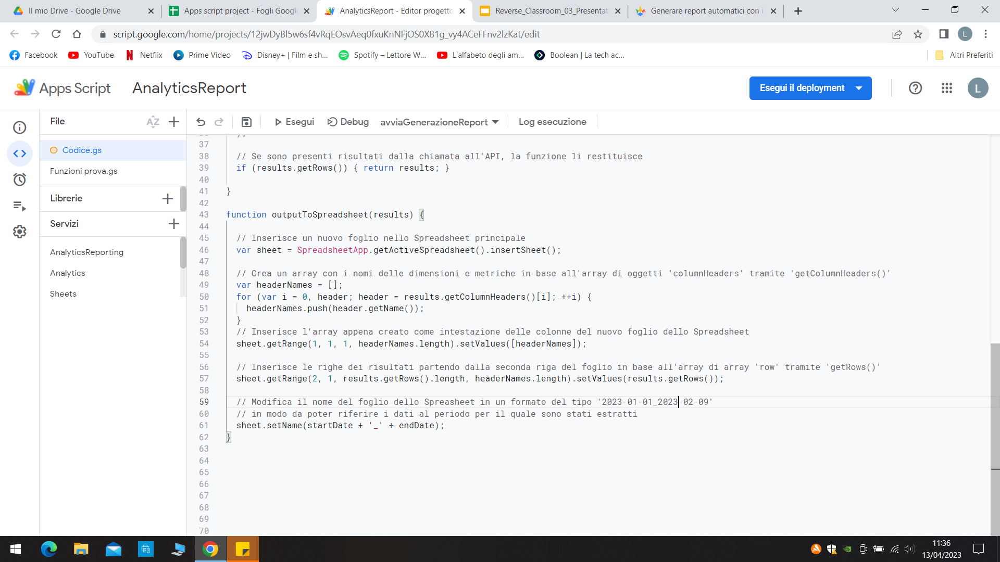 Il mio Drive - Google Drive
Apps script project - Fogli Google
AnalyticsReport - Editor progetto
Reverse_Classroom_03_Presentat
Generare report automatici con i
script.google.com/home/projects/12jwDyBl5w6sf4vRqEOsvAeq0fxuKnNFjOS0X81g_vy4ACeFFnv2lzKat/edit
L
Facebook
YouTube
Netflix
Prime Video
Disney+ | Film e sh...
Spotify – Lettore W...
L'alfabeto degli am...
Boolean | La tech ac...
Altri Preferiti
Apps Script
AnalyticsReport
Esegui il deployment
L
File
AZ
Esegui
Debug
avviaGenerazioneReport
Log esecuzione
Codice.gs
Funzioni prova.gs
Librerie
Servizi
AnalyticsReporting
Analytics
Sheets
36 );
37
38 // Se sono presenti risultati dalla chiamata all'API, la funzione li restituisce
39 if (results.getRows()) { return results; }
40
41 }
42
43 function outputToSpreadsheet(results) {
44
45 // Inserisce un nuovo foglio nello Spreadsheet principale
46 var sheet = SpreadsheetApp.getActiveSpreadsheet().insertSheet();
47
48 // Crea un array con i nomi delle dimensioni e metriche in base all'array di oggetti 'columnHeaders' tramite 'getColumnHeaders()'
49 var headerNames = [];
50 for (var i = 0, header; header = results.getColumnHeaders()[i]; ++i) {
51 headerNames.push(header.getName());
52 }
53 // Inserisce l'array appena creato come intestazione delle colonne del nuovo foglio dello Spreadsheet
54 sheet.getRange(1, 1, 1, headerNames.length).setValues([headerNames]);
55
56 // Inserisce le righe dei risultati partendo dalla seconda riga del foglio in base all'array di array 'row' tramite 'getRows()'
57 sheet.getRange(2, 1, results.getRows().length, headerNames.length).setValues(results.getRows());
58
59 // Modifica il nome del foglio dello Spreasheet in un formato del tipo '2023-01-01_2023-02-09'
60 // in modo da poter riferire i dati al periodo per il quale sono stati estratti
61 sheet.setName(startDate + '_' + endDate);
62 }
63
64
65
66
67
68
69
70
11:36
13/04/2023